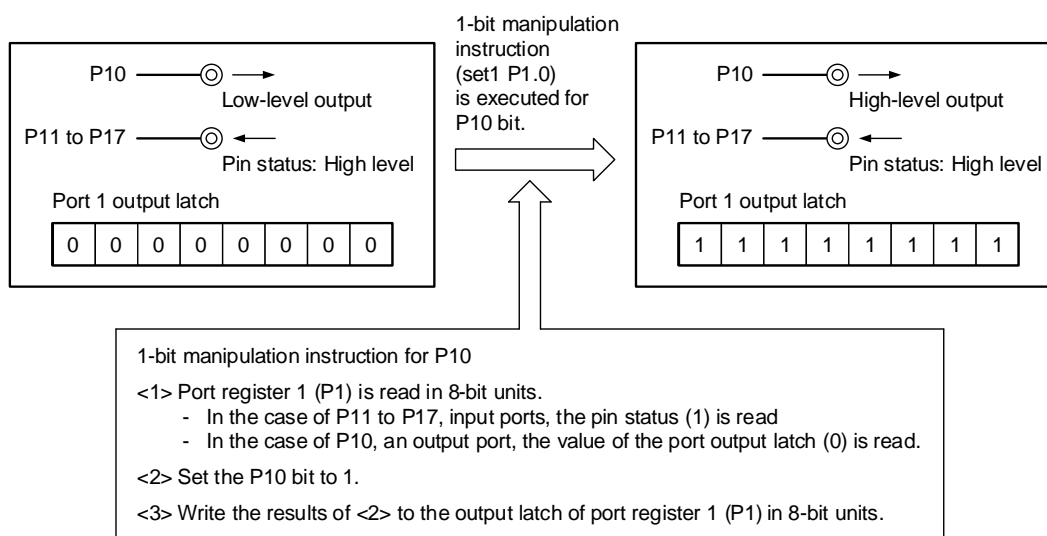 1-bit manipulation
instruction
(set1 P1.0)
is executed for
P10 bit.
P10
Low-level output
P11 to P17
Pin status: High level
Port 1 output latch
0 0 0 0 0 0 0 0
P10
High-level output
P11 to P17
Pin status: High level
Port 1 output latch
1 1 1 1 1 1 1 1
1-bit manipulation instruction for P10
<1> Port register 1 (P1) is read in 8-bit units.
- In the case of P11 to P17, input ports, the pin status (1) is read
- In the case of P10, an output port, the value of the port output latch (0) is read.
<2> Set the P10 bit to 1.
<3> Write the results of <2> to the output latch of port register 1 (P1) in 8-bit units.